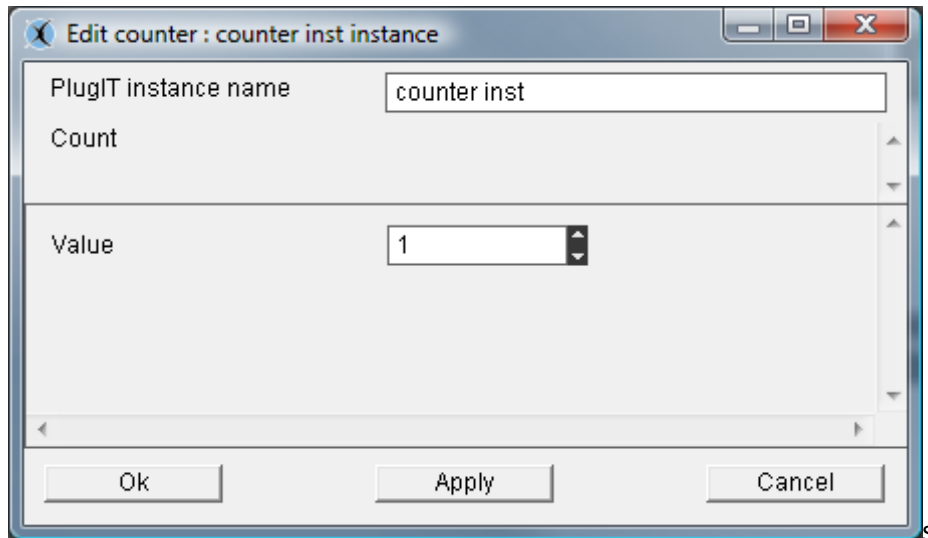 Edit counter : counter inst instance
PlugIT instance name
counter inst
Count
Value
1
Ok
Apply
Cancel